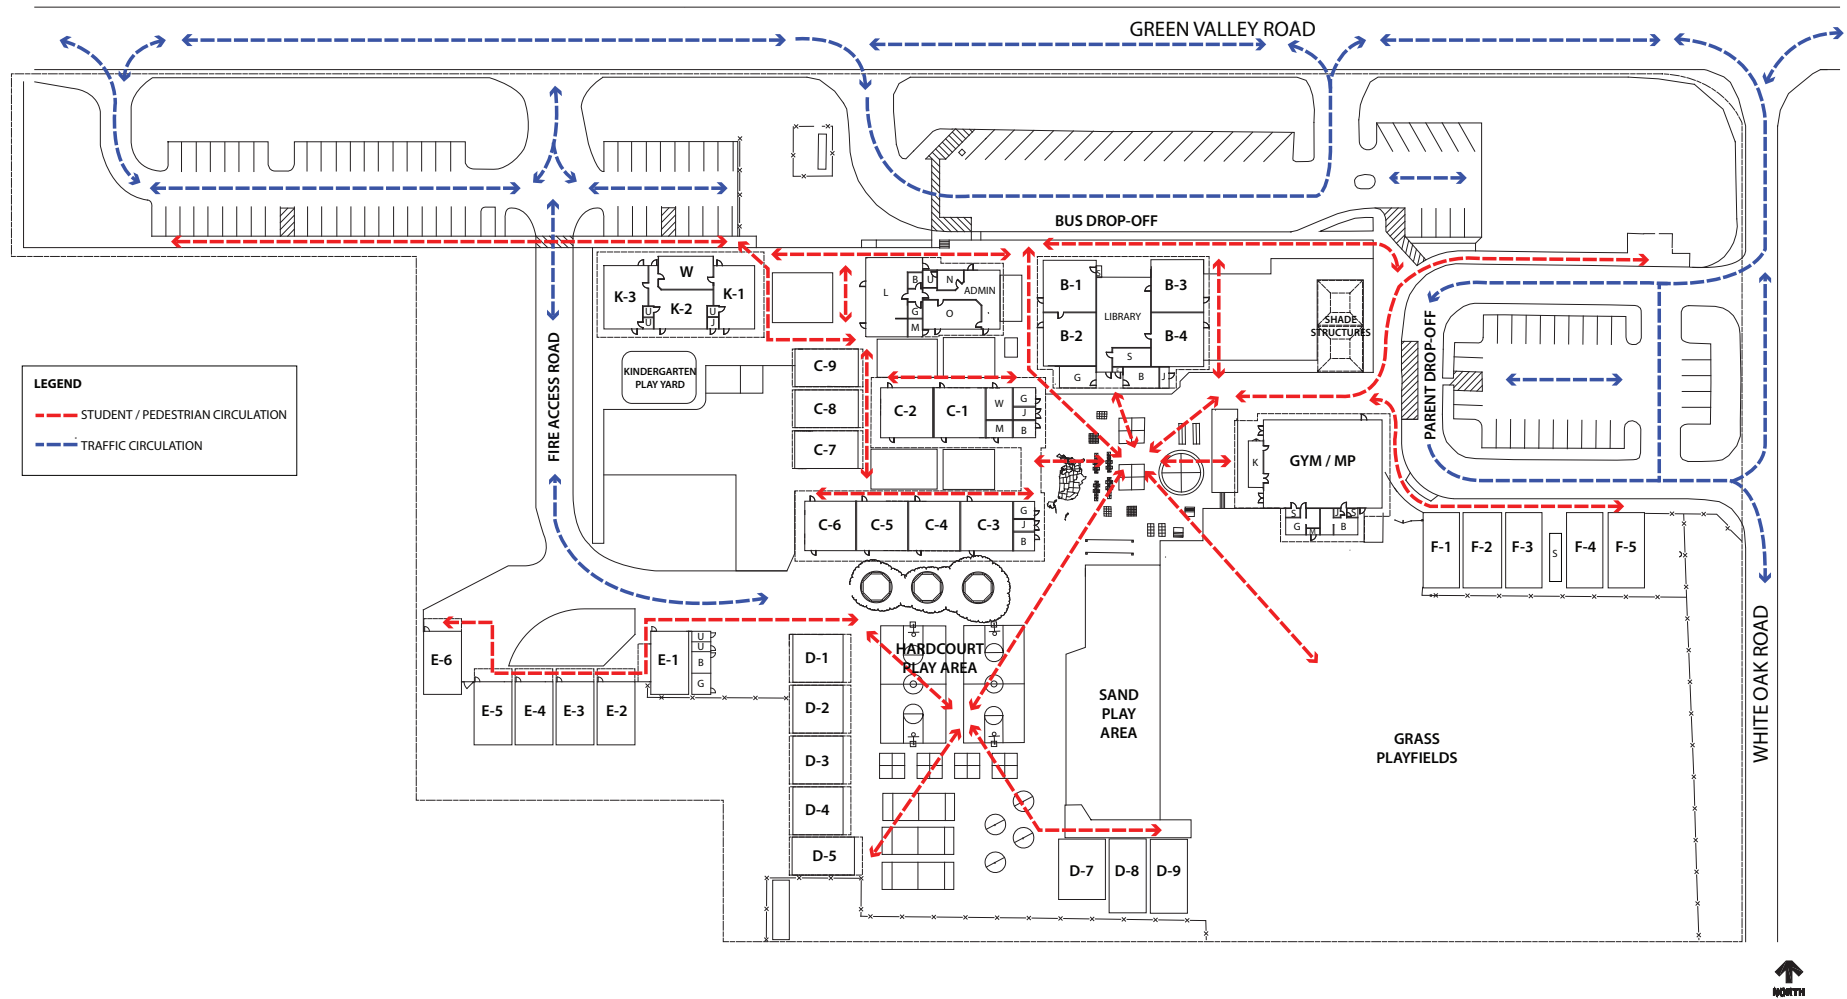 GREEN VALLEY ROAD
BUS DROP-OFF
W
K-3
K-2
K-1
U
U
U
J
L
B
U
N
ADMIN
G
M
O
B-1
S
B-3
LIBRARY
B-2
B-4
S
G
B
J
SHADE
STRUCTURES
PARENT DROP-OFF
FIRE ACCESS ROAD
KINDERGARTEN
PLAY YARD
LEGEND
STUDENT / PEDESTRIAN CIRCULATION
TRAFFIC CIRCULATION
C-9
C-8
C-7
C-2
C-1
W
M
G
J
B
C-6
C-5
C-4
C-3
G
J
B
K
GYM / MP
S
G
M
J
S
B
F-1
F-2
F-3
S
F-4
F-5
E-6
E-5
E-4
E-3
E-2
E-1
U
U
B
G
D-1
D-2
D-3
D-4
D-5
HARDCOURT
PLAY AREA
SAND
PLAY
AREA
GRASS
PLAYFIELDS
D-7
D-8
D-9
WHITE OAK ROAD
NORTH